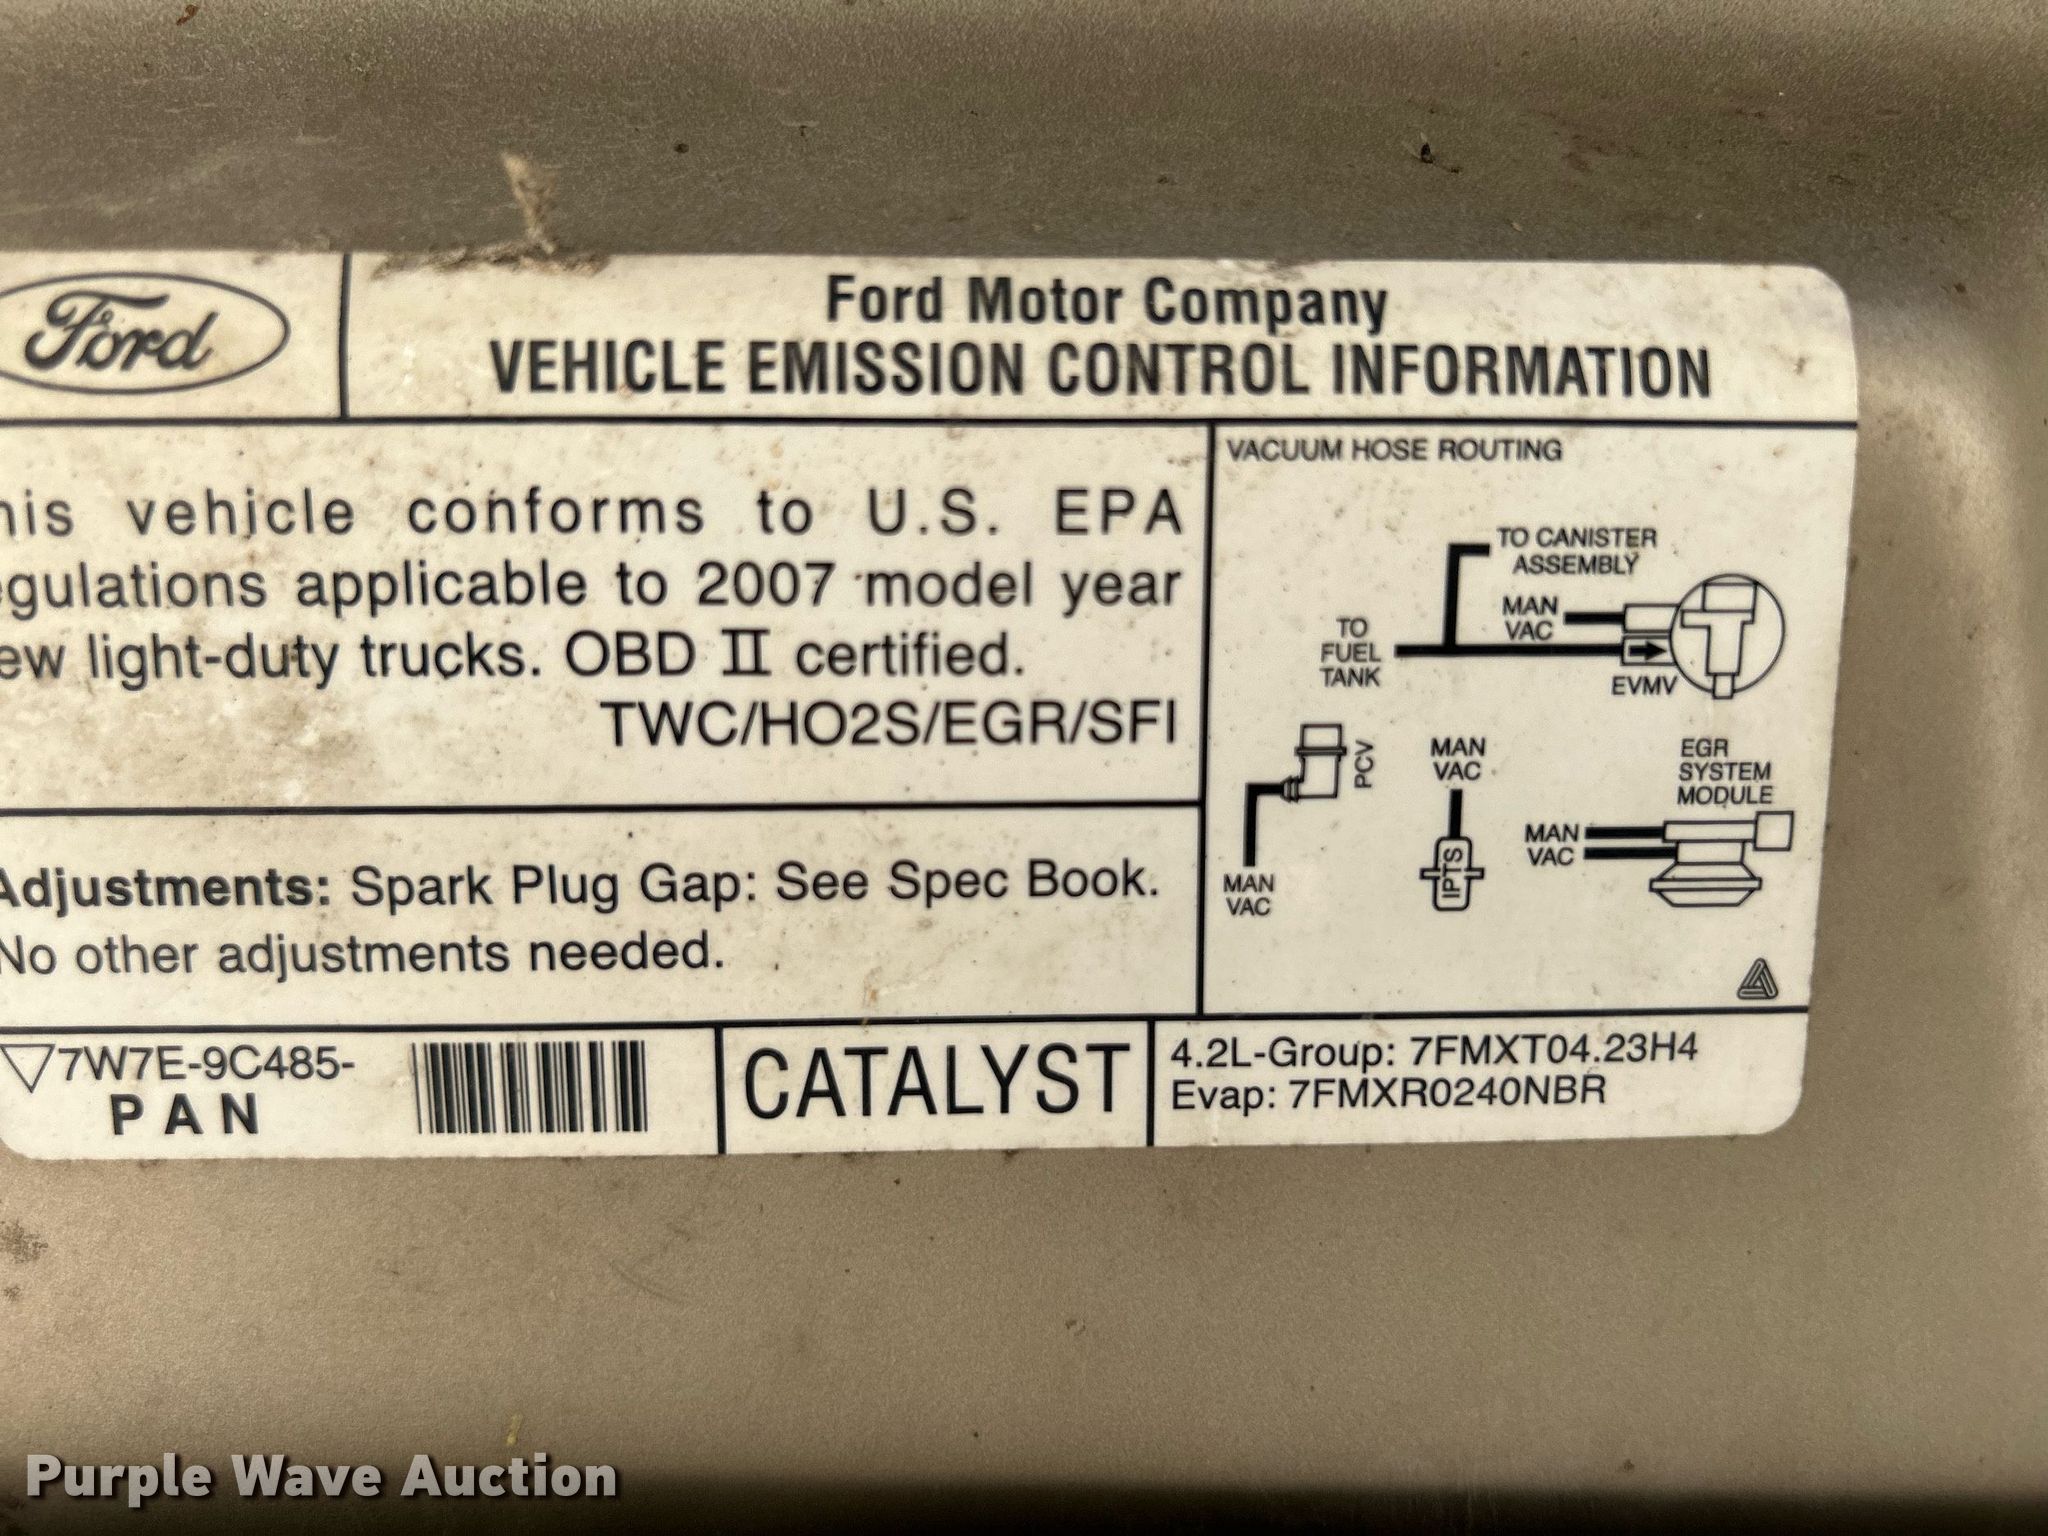 Ford
Ford Motor Company
VEHICLE EMISSION CONTROL INFORMATION
his vehicle conforms to U.S. EPA
egulations applicable to 2007 model year
ew light-duty trucks. OBD II certified.
TWC/HO2S/EGR/SFI
Adjustments: Spark Plug Gap: See Spec Book.
No other adjustments needed.
VACUUM HOSE ROUTING
TO CANISTER
ASSEMBLY
MAN
VAC
TO
FUEL
TANK
EVMV
PCV
MAN
VAC
MAN
VAC
IPTS
EGR
SYSTEM
MODULE
MAN
VAC
7W7E-9C485-
PAN
CATALYST
4.2L-Group: 7FMXT04.23H4
Evap: 7FMXR0240NBR
Purple Wave Auction